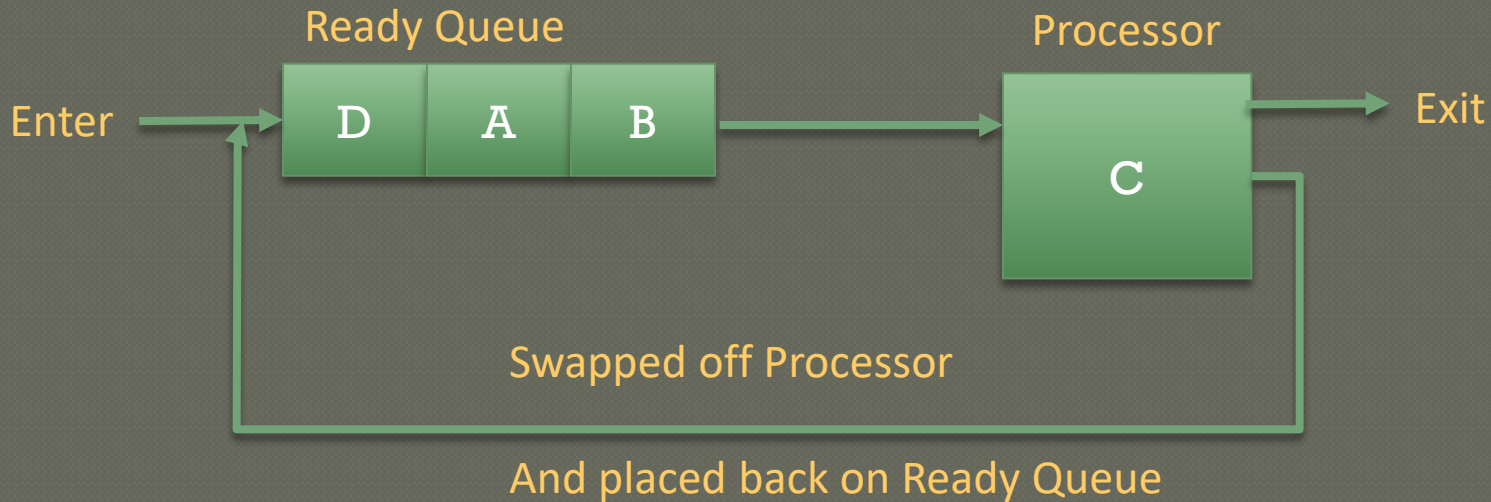 Ready Queue
Processor
Enter
D A B
Exit
C
Swapped off Processor
And placed back on Ready Queue